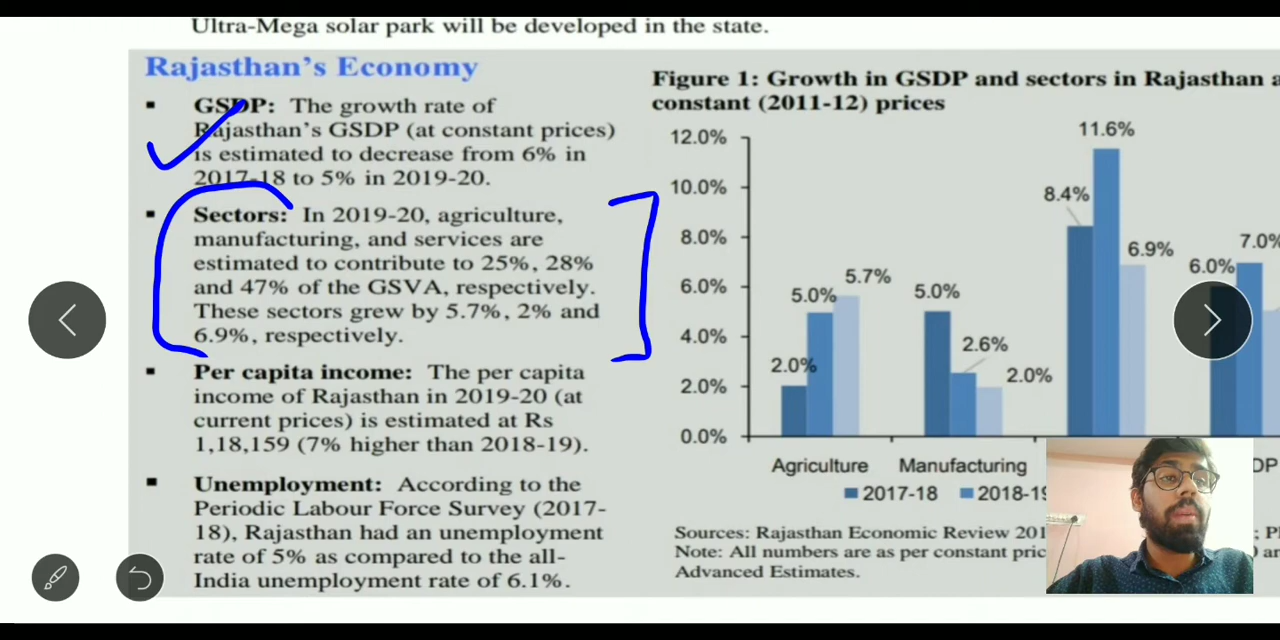 Ultra-Mega solar park will be developed in the state.
Rajasthan's Economy
▪ GSDP: The growth rate of
Rajasthan's GSDP (at constant prices)
is estimated to decrease from 6% in
2017-18 to 5% in 2019-20.
▪ Sectors: In 2019-20, agriculture,
manufacturing, and services are
estimated to contribute to 25%, 28%
and 47% of the GSVA, respectively.
These sectors grew by 5.7%, 2% and
6.9%, respectively.
▪ Per capita income: The per capita
income of Rajasthan in 2019-20 (at
current prices) is estimated at Rs
1,18,159 (7% higher than 2018-19).
▪ Unemployment: According to the
Periodic Labour Force Survey (2017-
18), Rajasthan had an unemployment
rate of 5% as compared to the all-
India unemployment rate of 6.1%.
Figure 1: Growth in GSDP and sectors in Rajasthan a
constant (2011-12) prices
12.0%
10.0%
8.0%
6.0%
4.0%
2.0%
0.0%
2.0%
5.0%
5.7%
5.0%
2.6%
2.0%
8.4%
11.6%
6.9%
6.0%
7.0%
Agriculture Manufacturing DP
2017-18 2018-19
Sources: Rajasthan Economic Review 201 ; P
Note: All numbers are as per constant pric ) ar
Advanced Estimates.